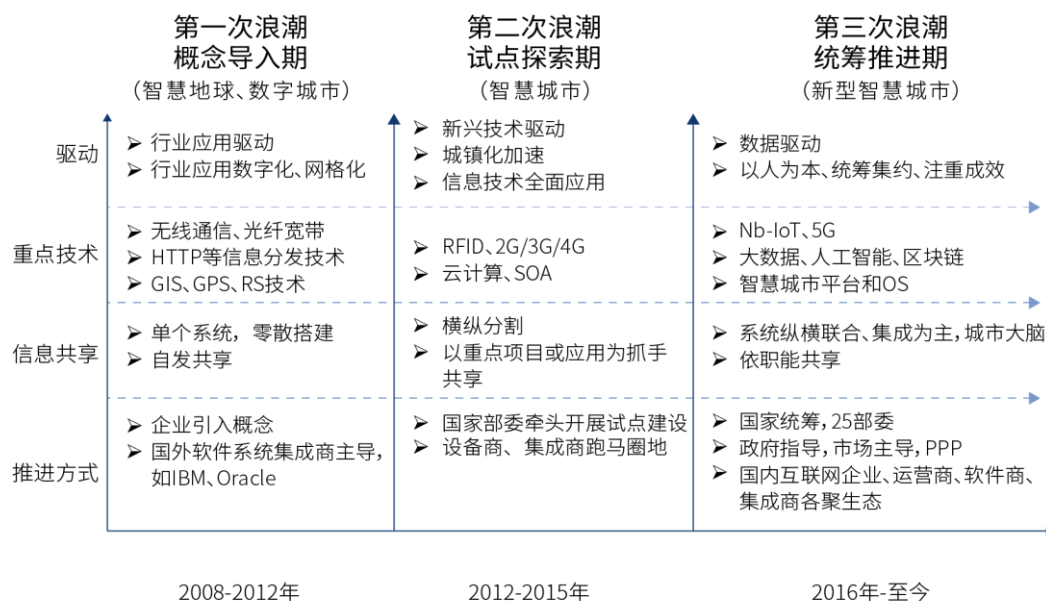 第一次浪潮
概念导入期
（智慧地球、数字城市）
第二次浪潮
试点探索期
（智慧城市）
第三次浪潮
统筹推进期
（新型智慧城市）
驱动
➢ 行业应用驱动
➢ 行业应用数字化、网格化
➢ 新兴技术驱动
➢ 城镇化加速
➢ 信息技术全面应用
➢ 数据驱动
➢ 以人为本、统筹集约、注重成效
重点技术
➢ 无线通信、光纤宽带
➢ HTTP等信息分发技术
➢ GIS、GPS、RS技术
➢ RFID、2G/3G/4G
➢ 云计算、SOA
➢ Nb-IoT、5G
➢ 大数据、人工智能、区块链
➢ 智慧城市平台和OS
信息共享
➢ 单个系统，零散搭建
➢ 自发共享
➢ 横纵分割
➢ 以重点项目或应用为抓手
共享
➢ 系统纵横联合、集成为主，城市大脑
➢ 依职能共享
推进方式
➢ 企业引入概念
➢ 国外软件系统集成商主导，
如IBM、Oracle
➢ 国家部委牵头开展试点建设
➢ 设备商、集成商跑马圈地
➢ 国家统筹，25部委
➢ 政府指导，市场主导，PPP
➢ 国内互联网企业、运营商、软件商、
集成商各聚生态
2008-2012年
2012-2015年
2016年-至今